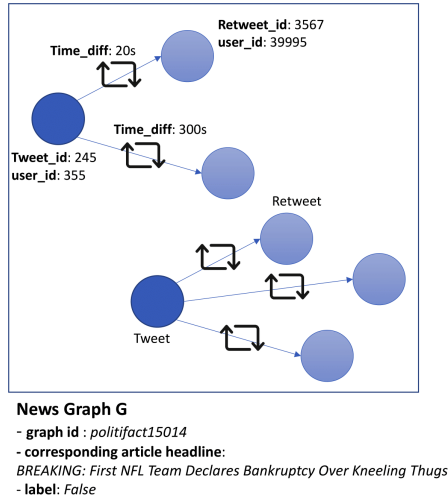 Retweet_id: 3567
user_id: 39995
Time_diff: 20s
Time_diff: 300s
Tweet_id: 245
user_id: 355
Retweet
Tweet
News Graph G
- graph id : politifact15014
- corresponding article headline:
BREAKING: First NFL Team Declares Bankruptcy Over Kneeling Thugs
- label: False